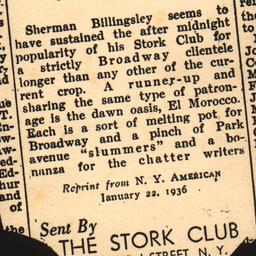 Sherman Billingsley seems to
have sustained the after midnight
popularity of his Stork Club for
a strictly Broadway clientele
longer than any other of the cur-
rent crop. A runner-up and
sharing the same type of patron-
age is the dawn oasis, El Morocco.
Each is a sort of melting pot for
Broadway and a pinch of Park
avenue "slummers" and a bo-
nanza for the chatter writers
Reprint from N. Y. AMERICAN
January 22, 1936
Sent By
THE STORK CLUB
STREET, N. Y.